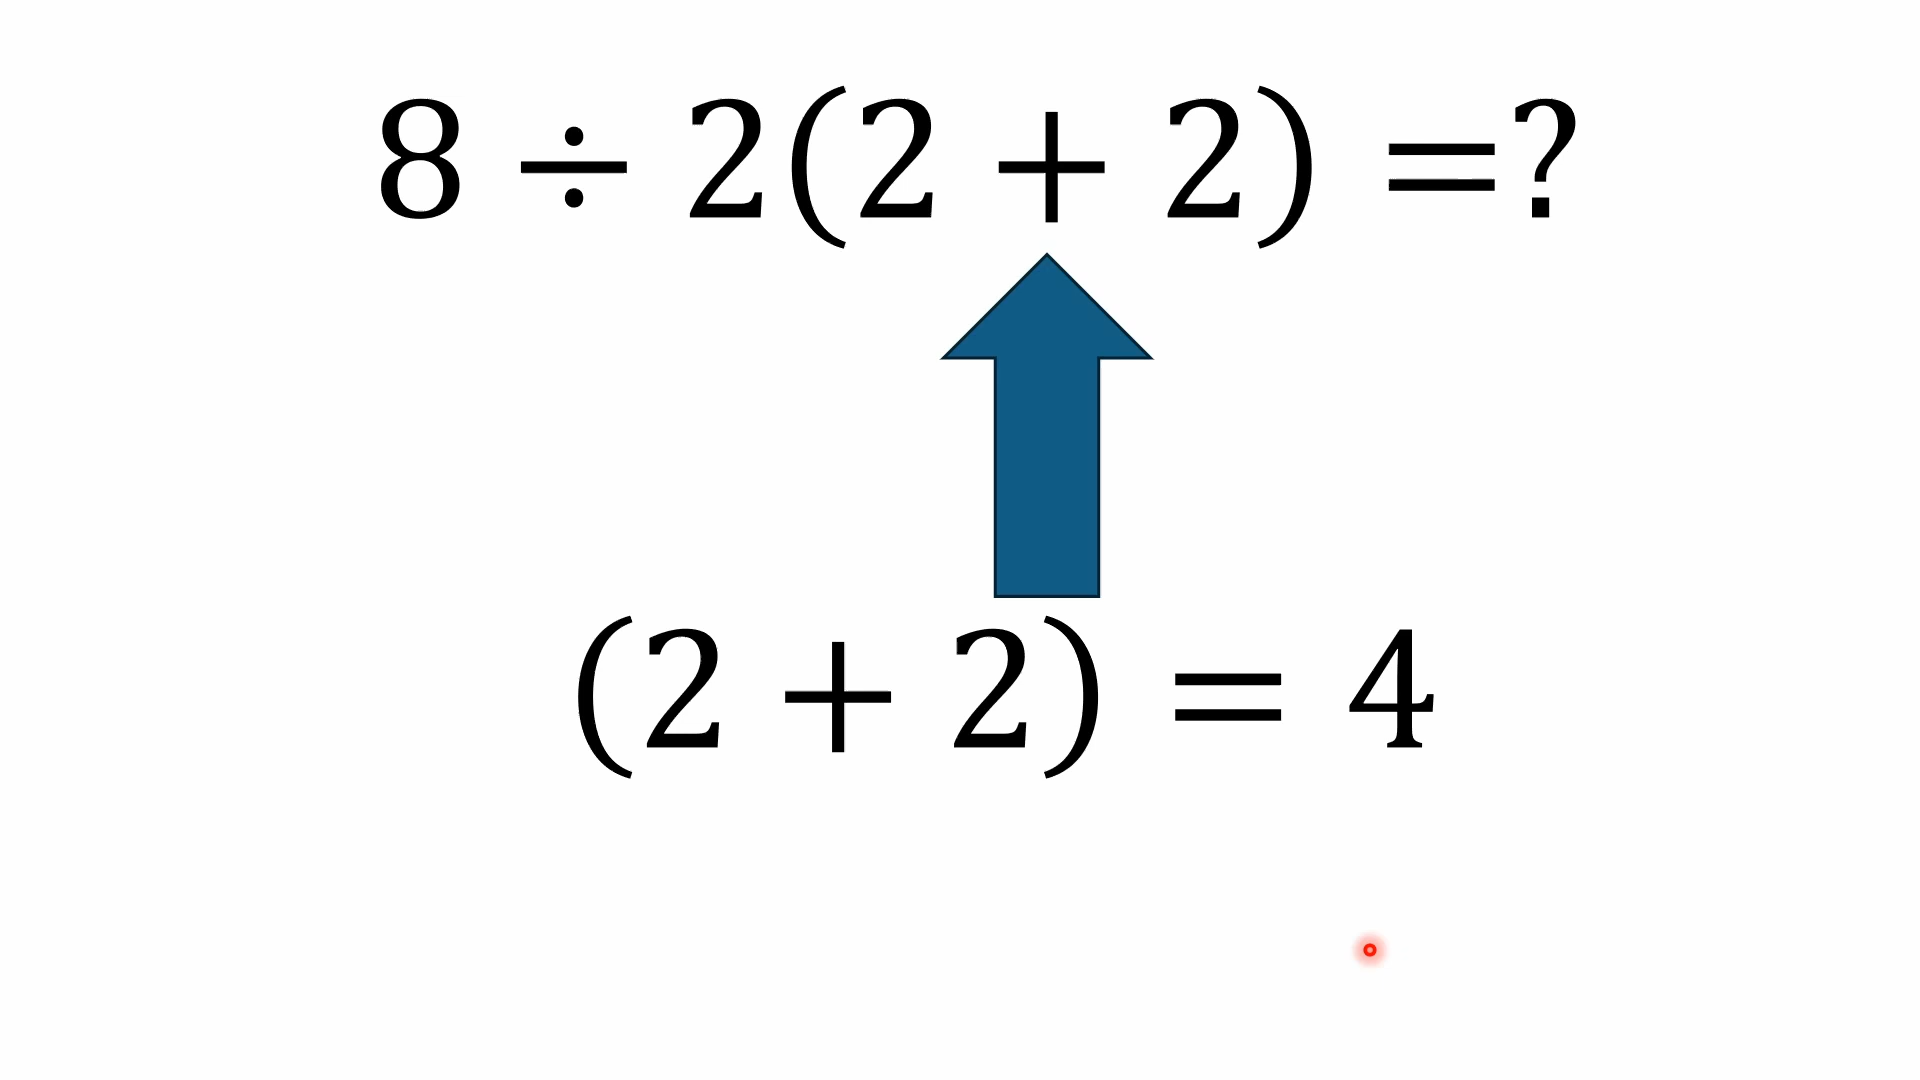 8 ÷ 2(2 + 2) =?
(2 + 2) = 4